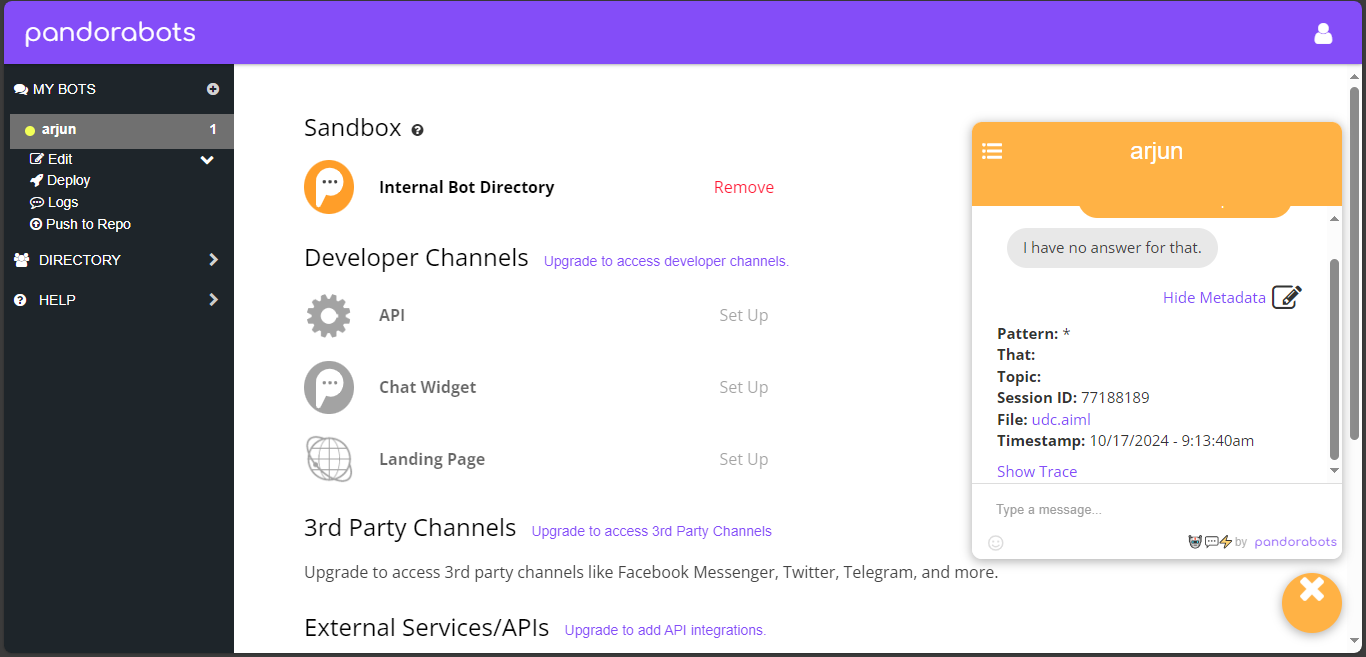 pandorabots
MY BOTS
arjun 1
Edit
Deploy
Logs
Push to Repo
DIRECTORY
HELP
Sandbox
Internal Bot Directory Remove
Developer Channels Upgrade to access developer channels.
API Set Up
Chat Widget Set Up
Landing Page Set Up
3rd Party Channels Upgrade to access 3rd Party Channels
Upgrade to access 3rd party channels like Facebook Messenger, Twitter, Telegram, and more.
External Services/APIs Upgrade to add API integrations.
arjun
I have no answer for that.
Hide Metadata
Pattern: *
That:
Topic:
Session ID: 77188189
File: udc.aiml
Timestamp: 10/17/2024 - 9:13:40am
Show Trace
Type a message...
by pandorabots